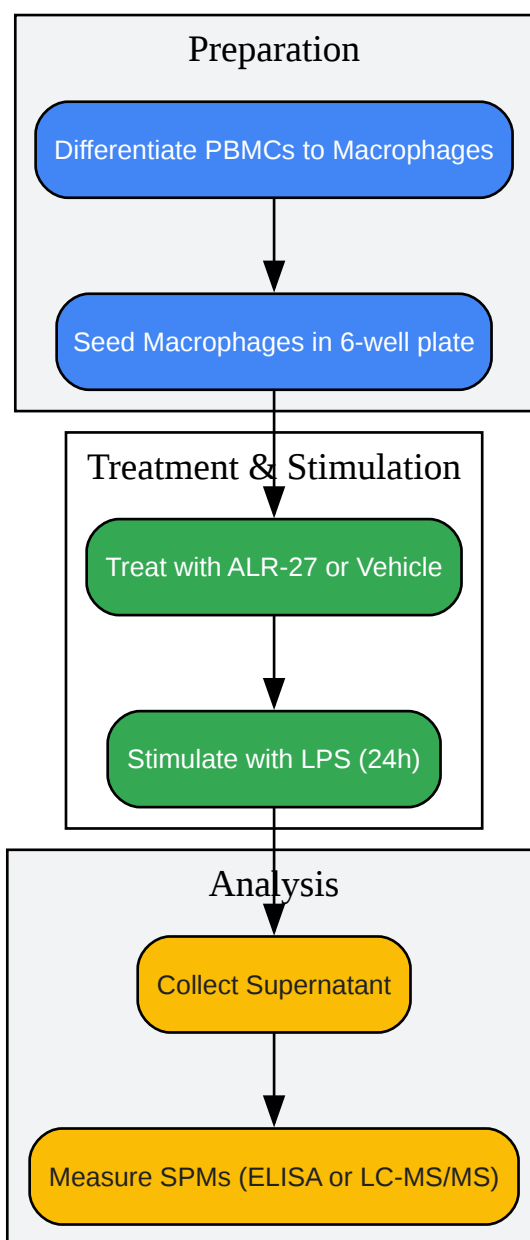 Preparation
Differentiate PBMCs to Macrophages
Seed Macrophages in 6-well plate
Treatment & Stimulation
Treat with ALR-27 or Vehicle
Stimulate with LPS (24h)
Analysis
Collect Supernatant
Measure SPMs (ELISA or LC-MS/MS)